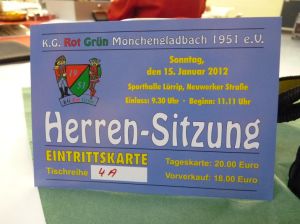 K.G. Rot Grün Mönchengladbach 1951 e.V.
Sonntag,
den 15. Januar 2012
Sporthalle Lürrip, Neuwerker Straße
Einlass: 9.30 Uhr · Beginn: 11.11 Uhr
Herren-Sitzung
EINTRITTSKARTE
Tageskarte: 20.00 Euro
Tischreihe 4A
Vorverkauf: 18.00 Euro